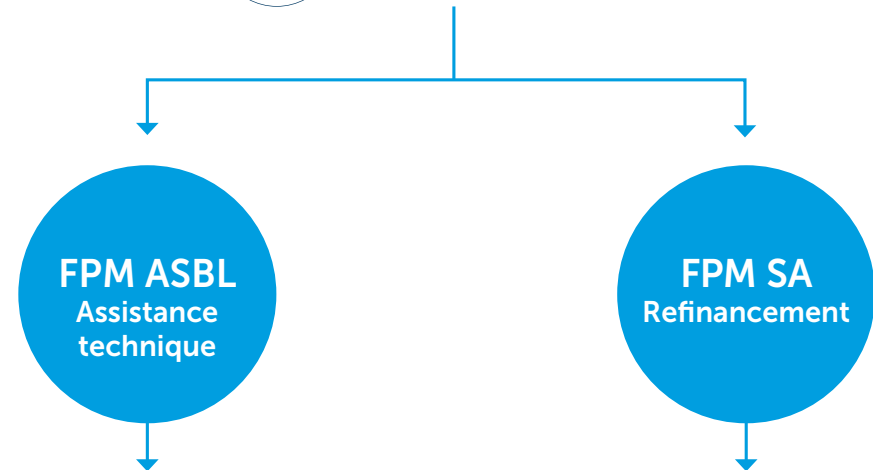 FPM ASBL
Assistance
technique
FPM SA
Refinancement